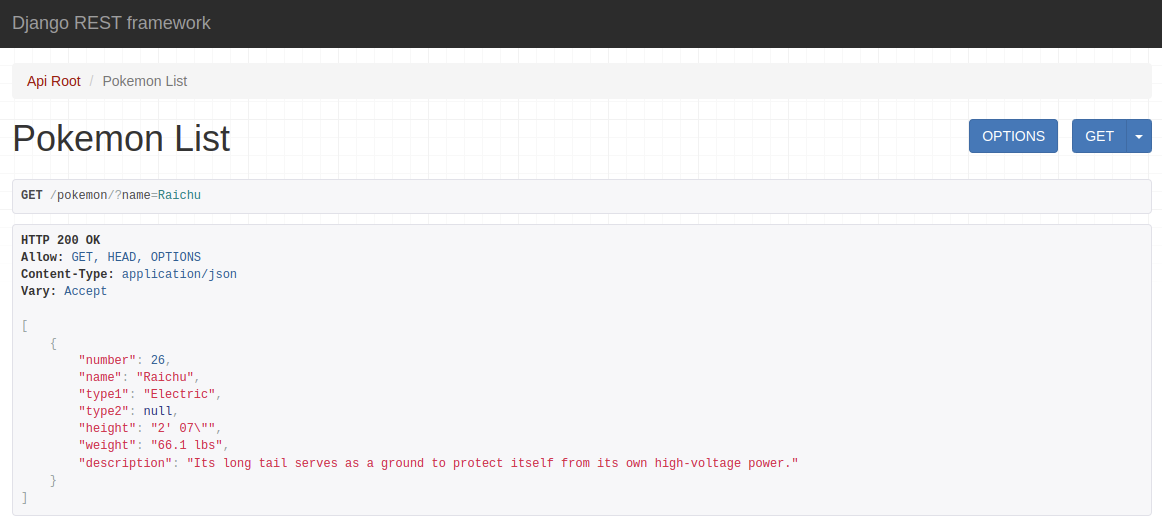 Django REST framework
Api Root / Pokemon List
Pokemon List
OPTIONS GET
GET /pokemon/?name=Raichu
HTTP 200 OK
Allow: GET, HEAD, OPTIONS
Content-Type: application/json
Vary: Accept
[
    {
        "number": 26,
        "name": "Raichu",
        "type1": "Electric",
        "type2": null,
        "height": "2' 07\"",
        "weight": "66.1 lbs",
        "description": "Its long tail serves as a ground to protect itself from its own high-voltage power."
    }
]